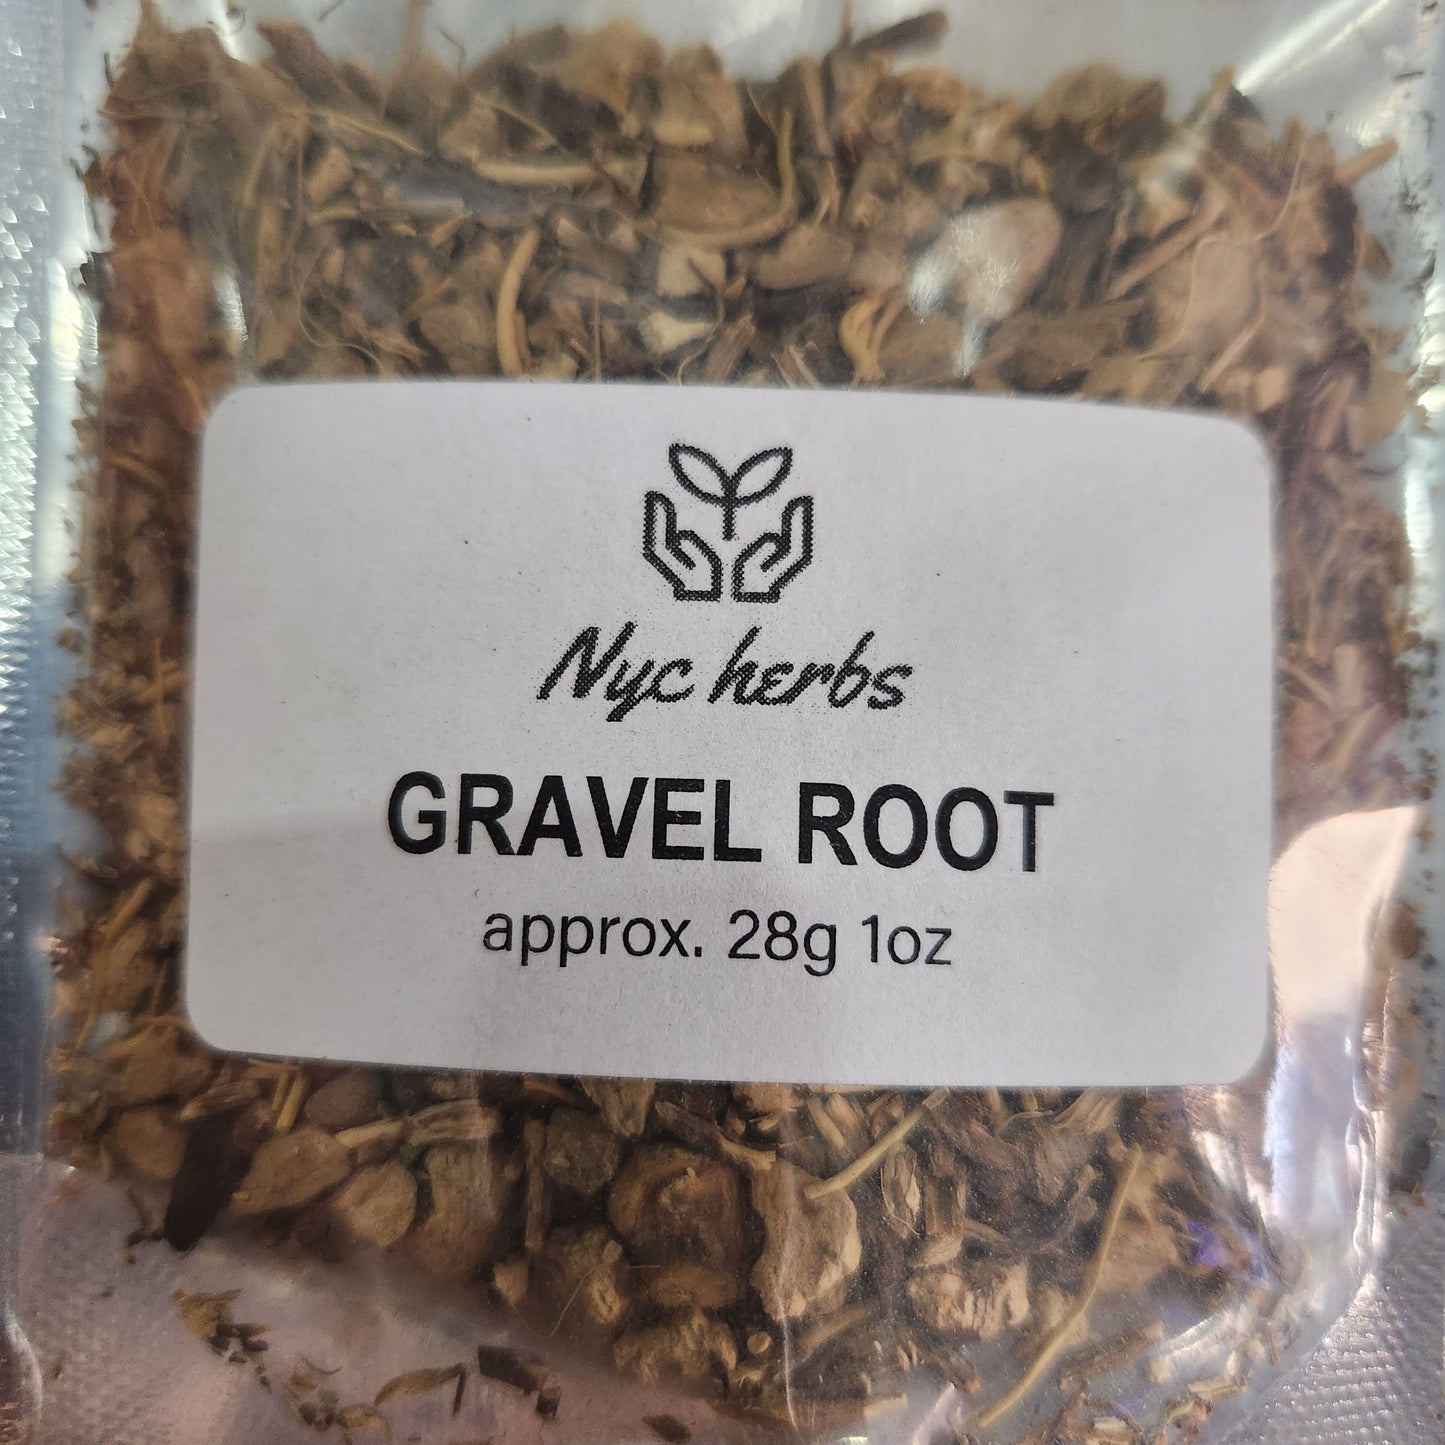 Nyc herbs
GRAVEL ROOT
approx. 28g 1oz